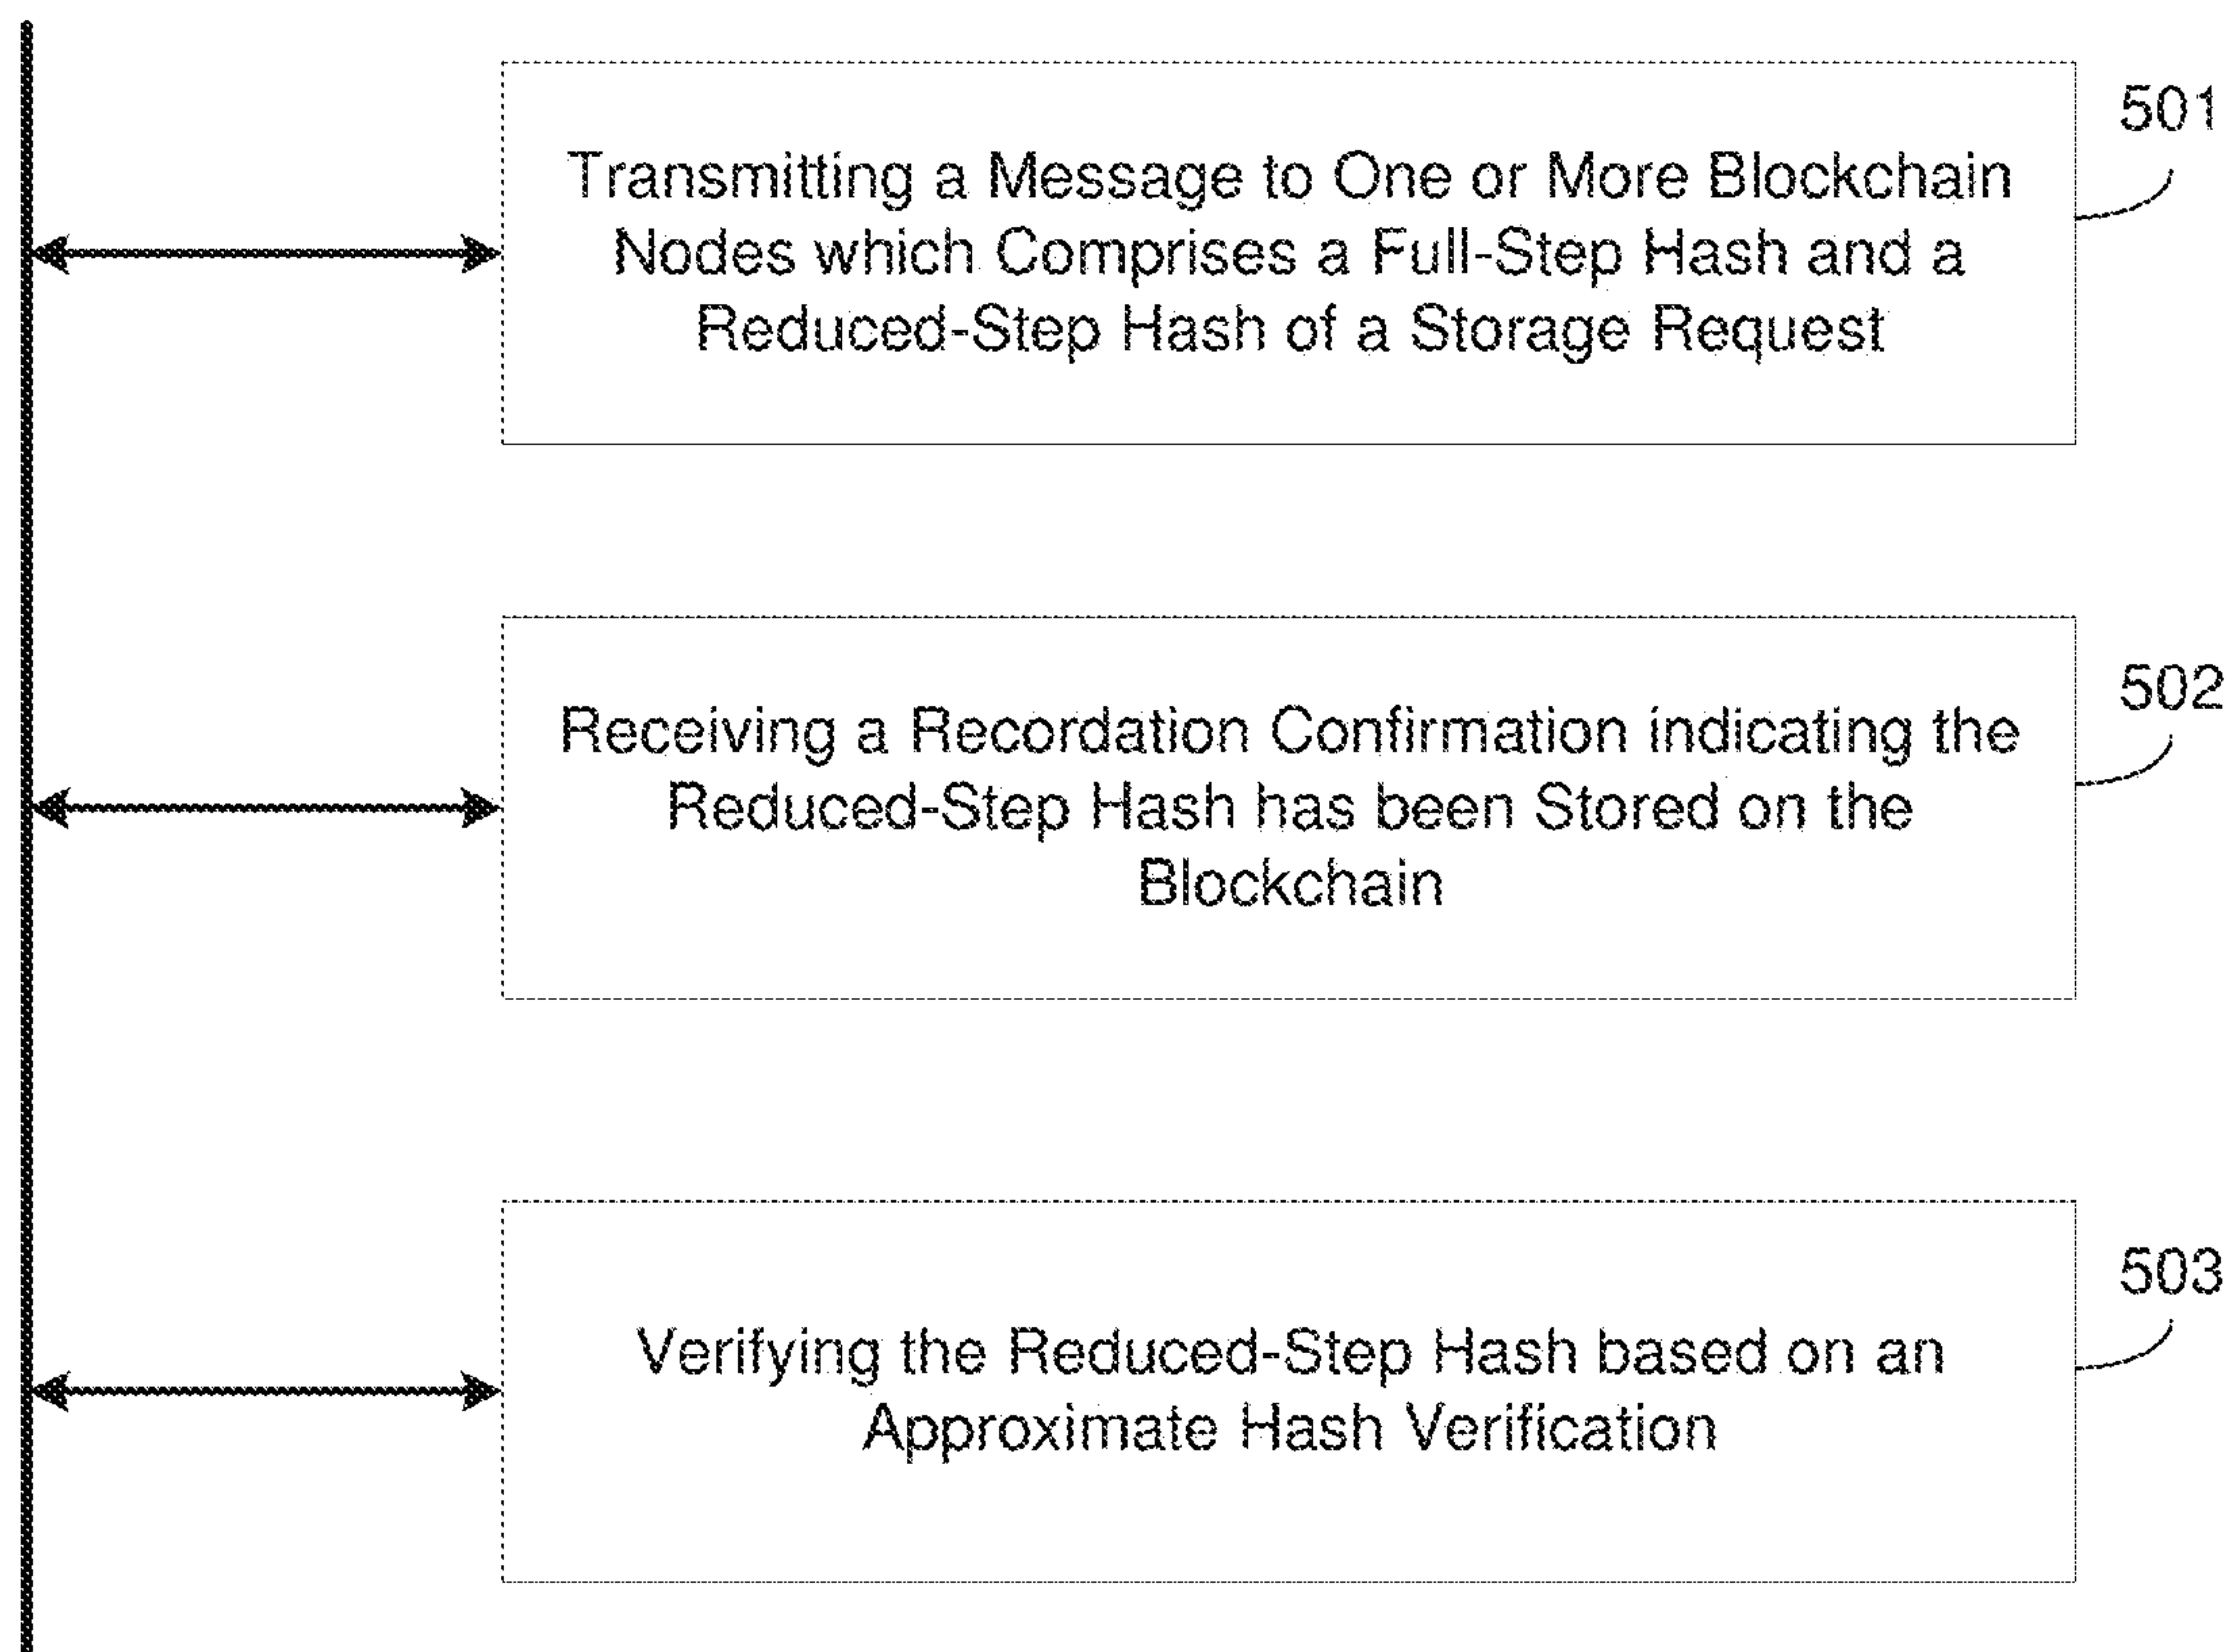 501
Transmitting a Message to One or More Blockchain
Nodes which Comprises a Full-Step Hash and a
Reduced-Step Hash of a Storage Request
502
Receiving a Recordation Confirmation indicating the
Reduced-Step Hash has been Stored on the
Blockchain
503
Verifying the Reduced-Step Hash based on an
Approximate Hash Verification